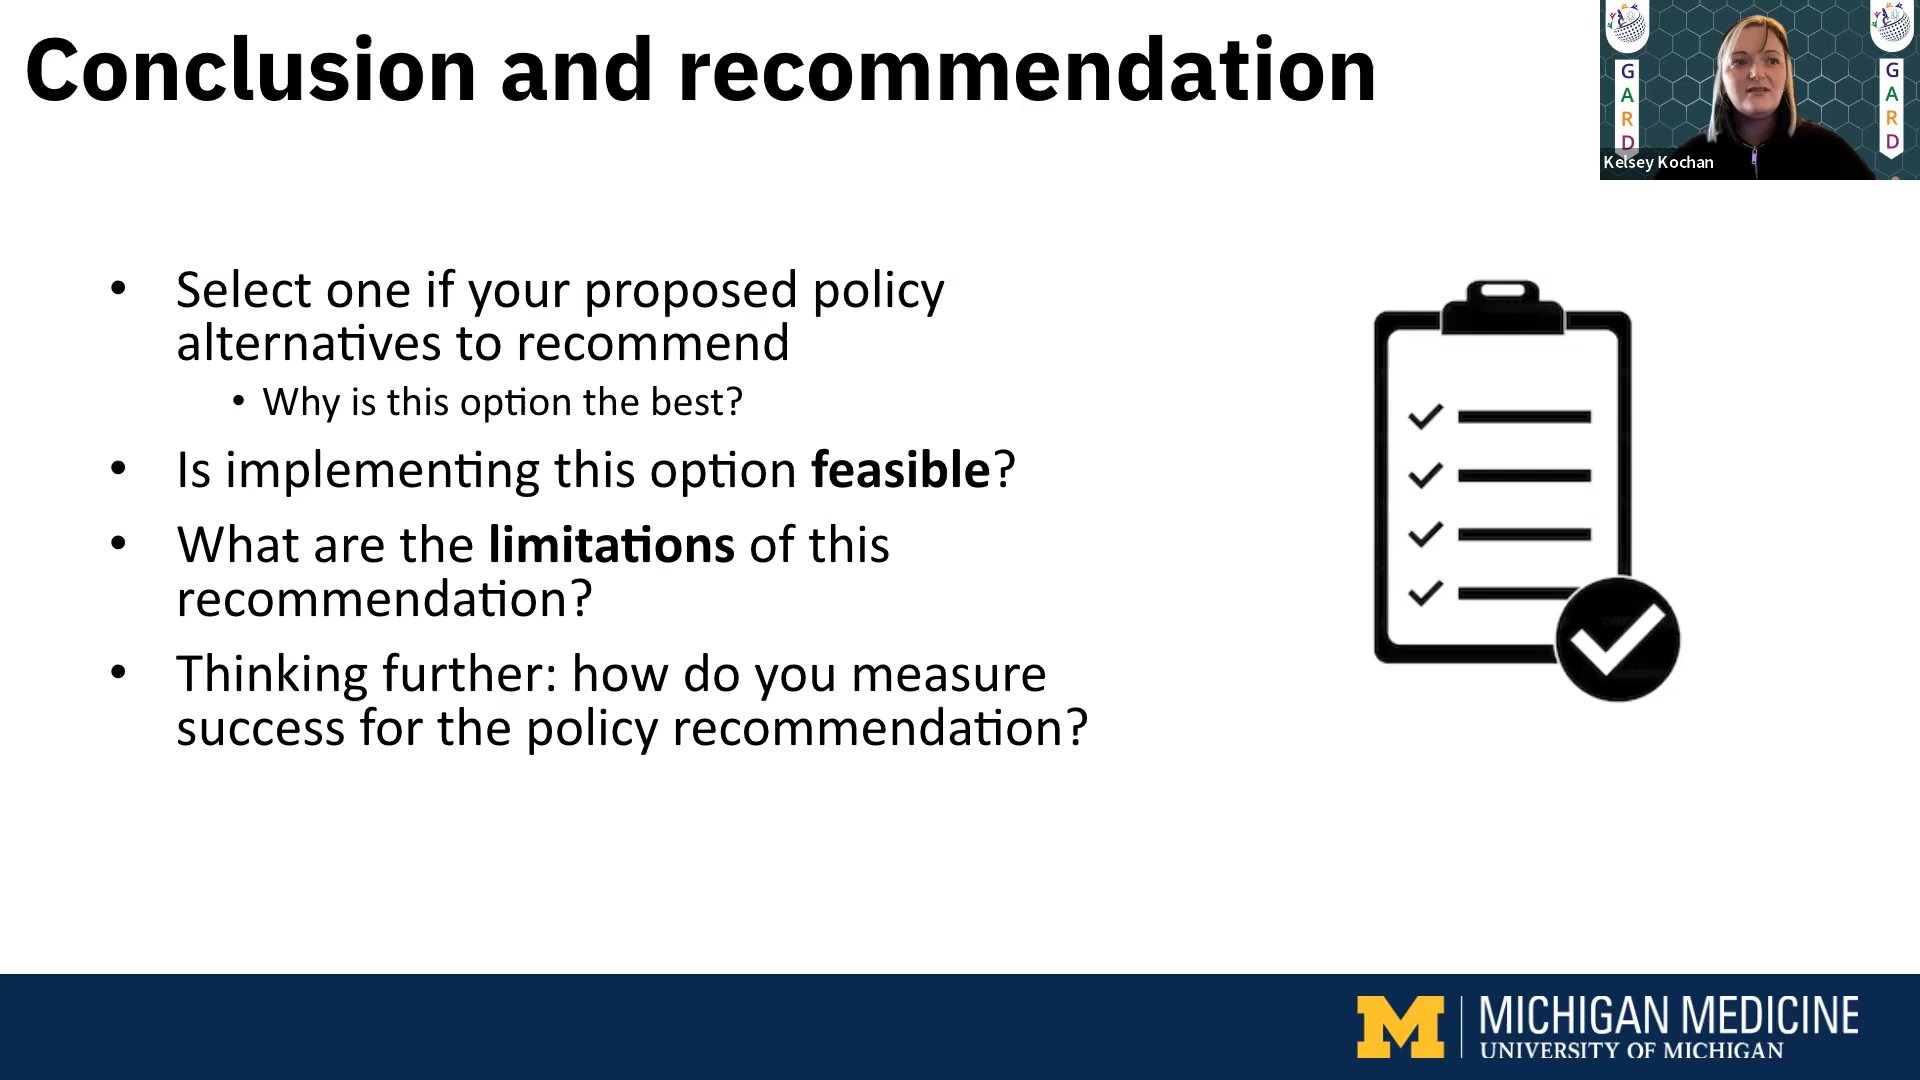 Conclusion and recommendation
G
A
R
D
G
A
R
D
Kelsey Kochan
• Select one if your proposed policy
alternatives to recommend
• Why is this option the best?
• Is implementing this option feasible?
• What are the limitations of this
recommendation?
• Thinking further: how do you measure
success for the policy recommendation?
M MICHIGAN MEDICINE
UNIVERSITY OF MICHIGAN